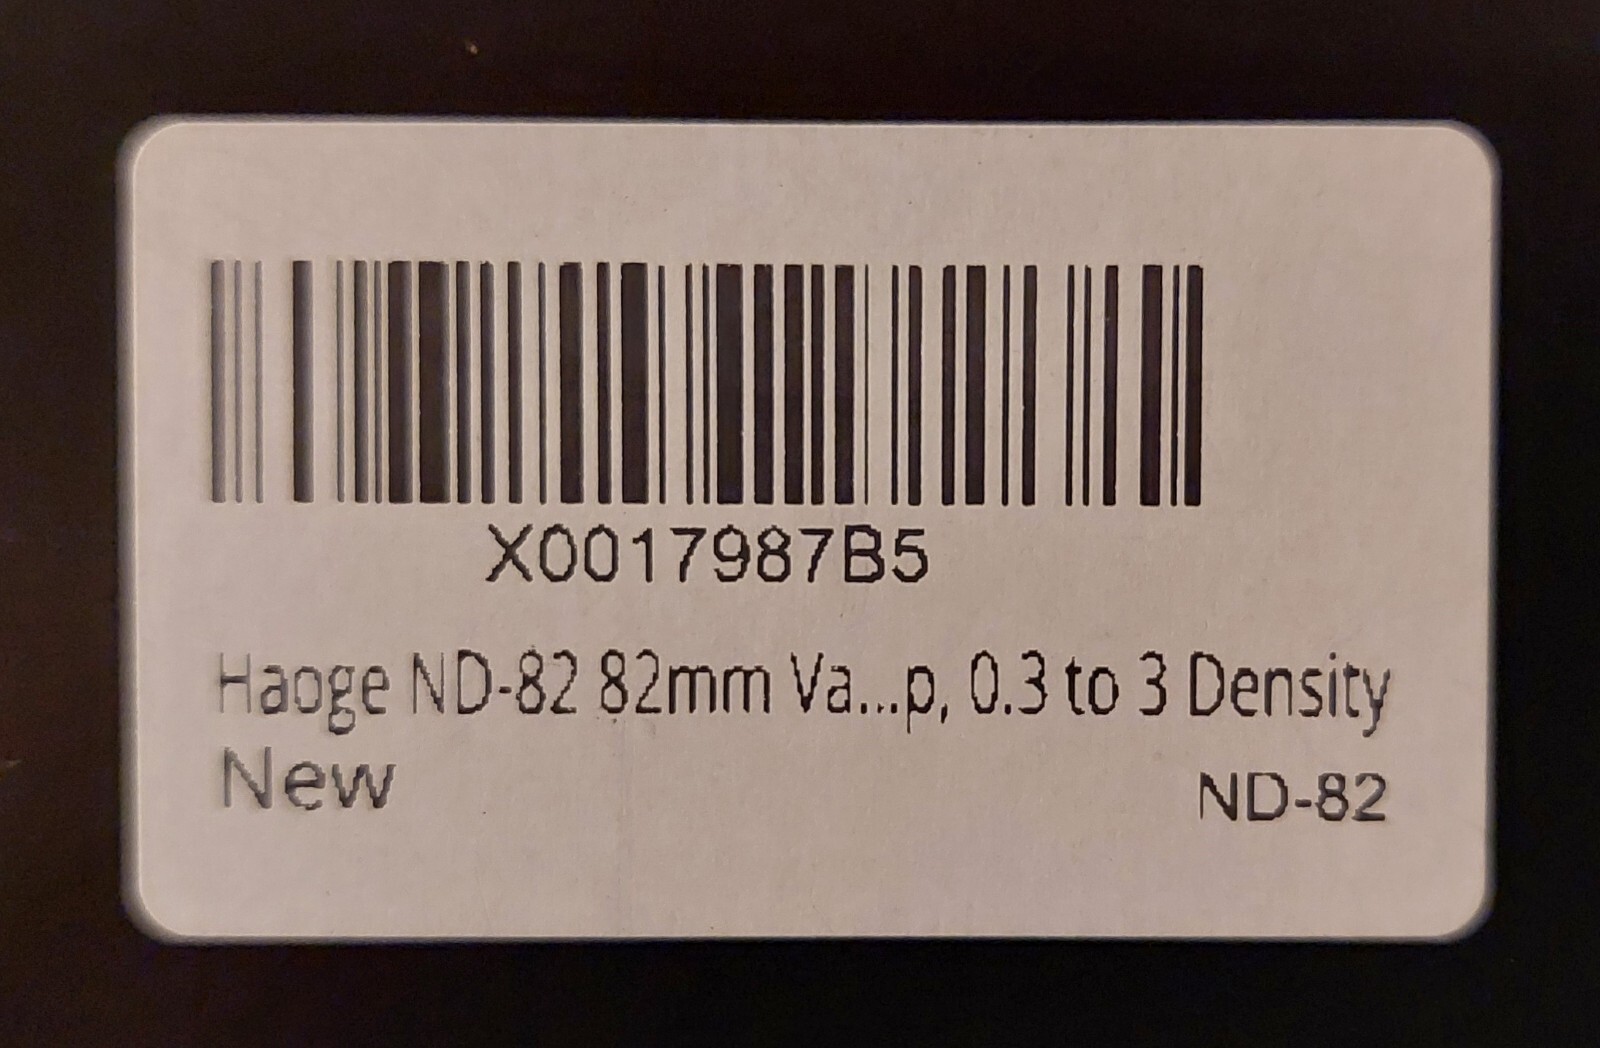 X0017987B5
Haoge ND-82 82mm Va...p, 0.3 to 3 Density
New
ND-82